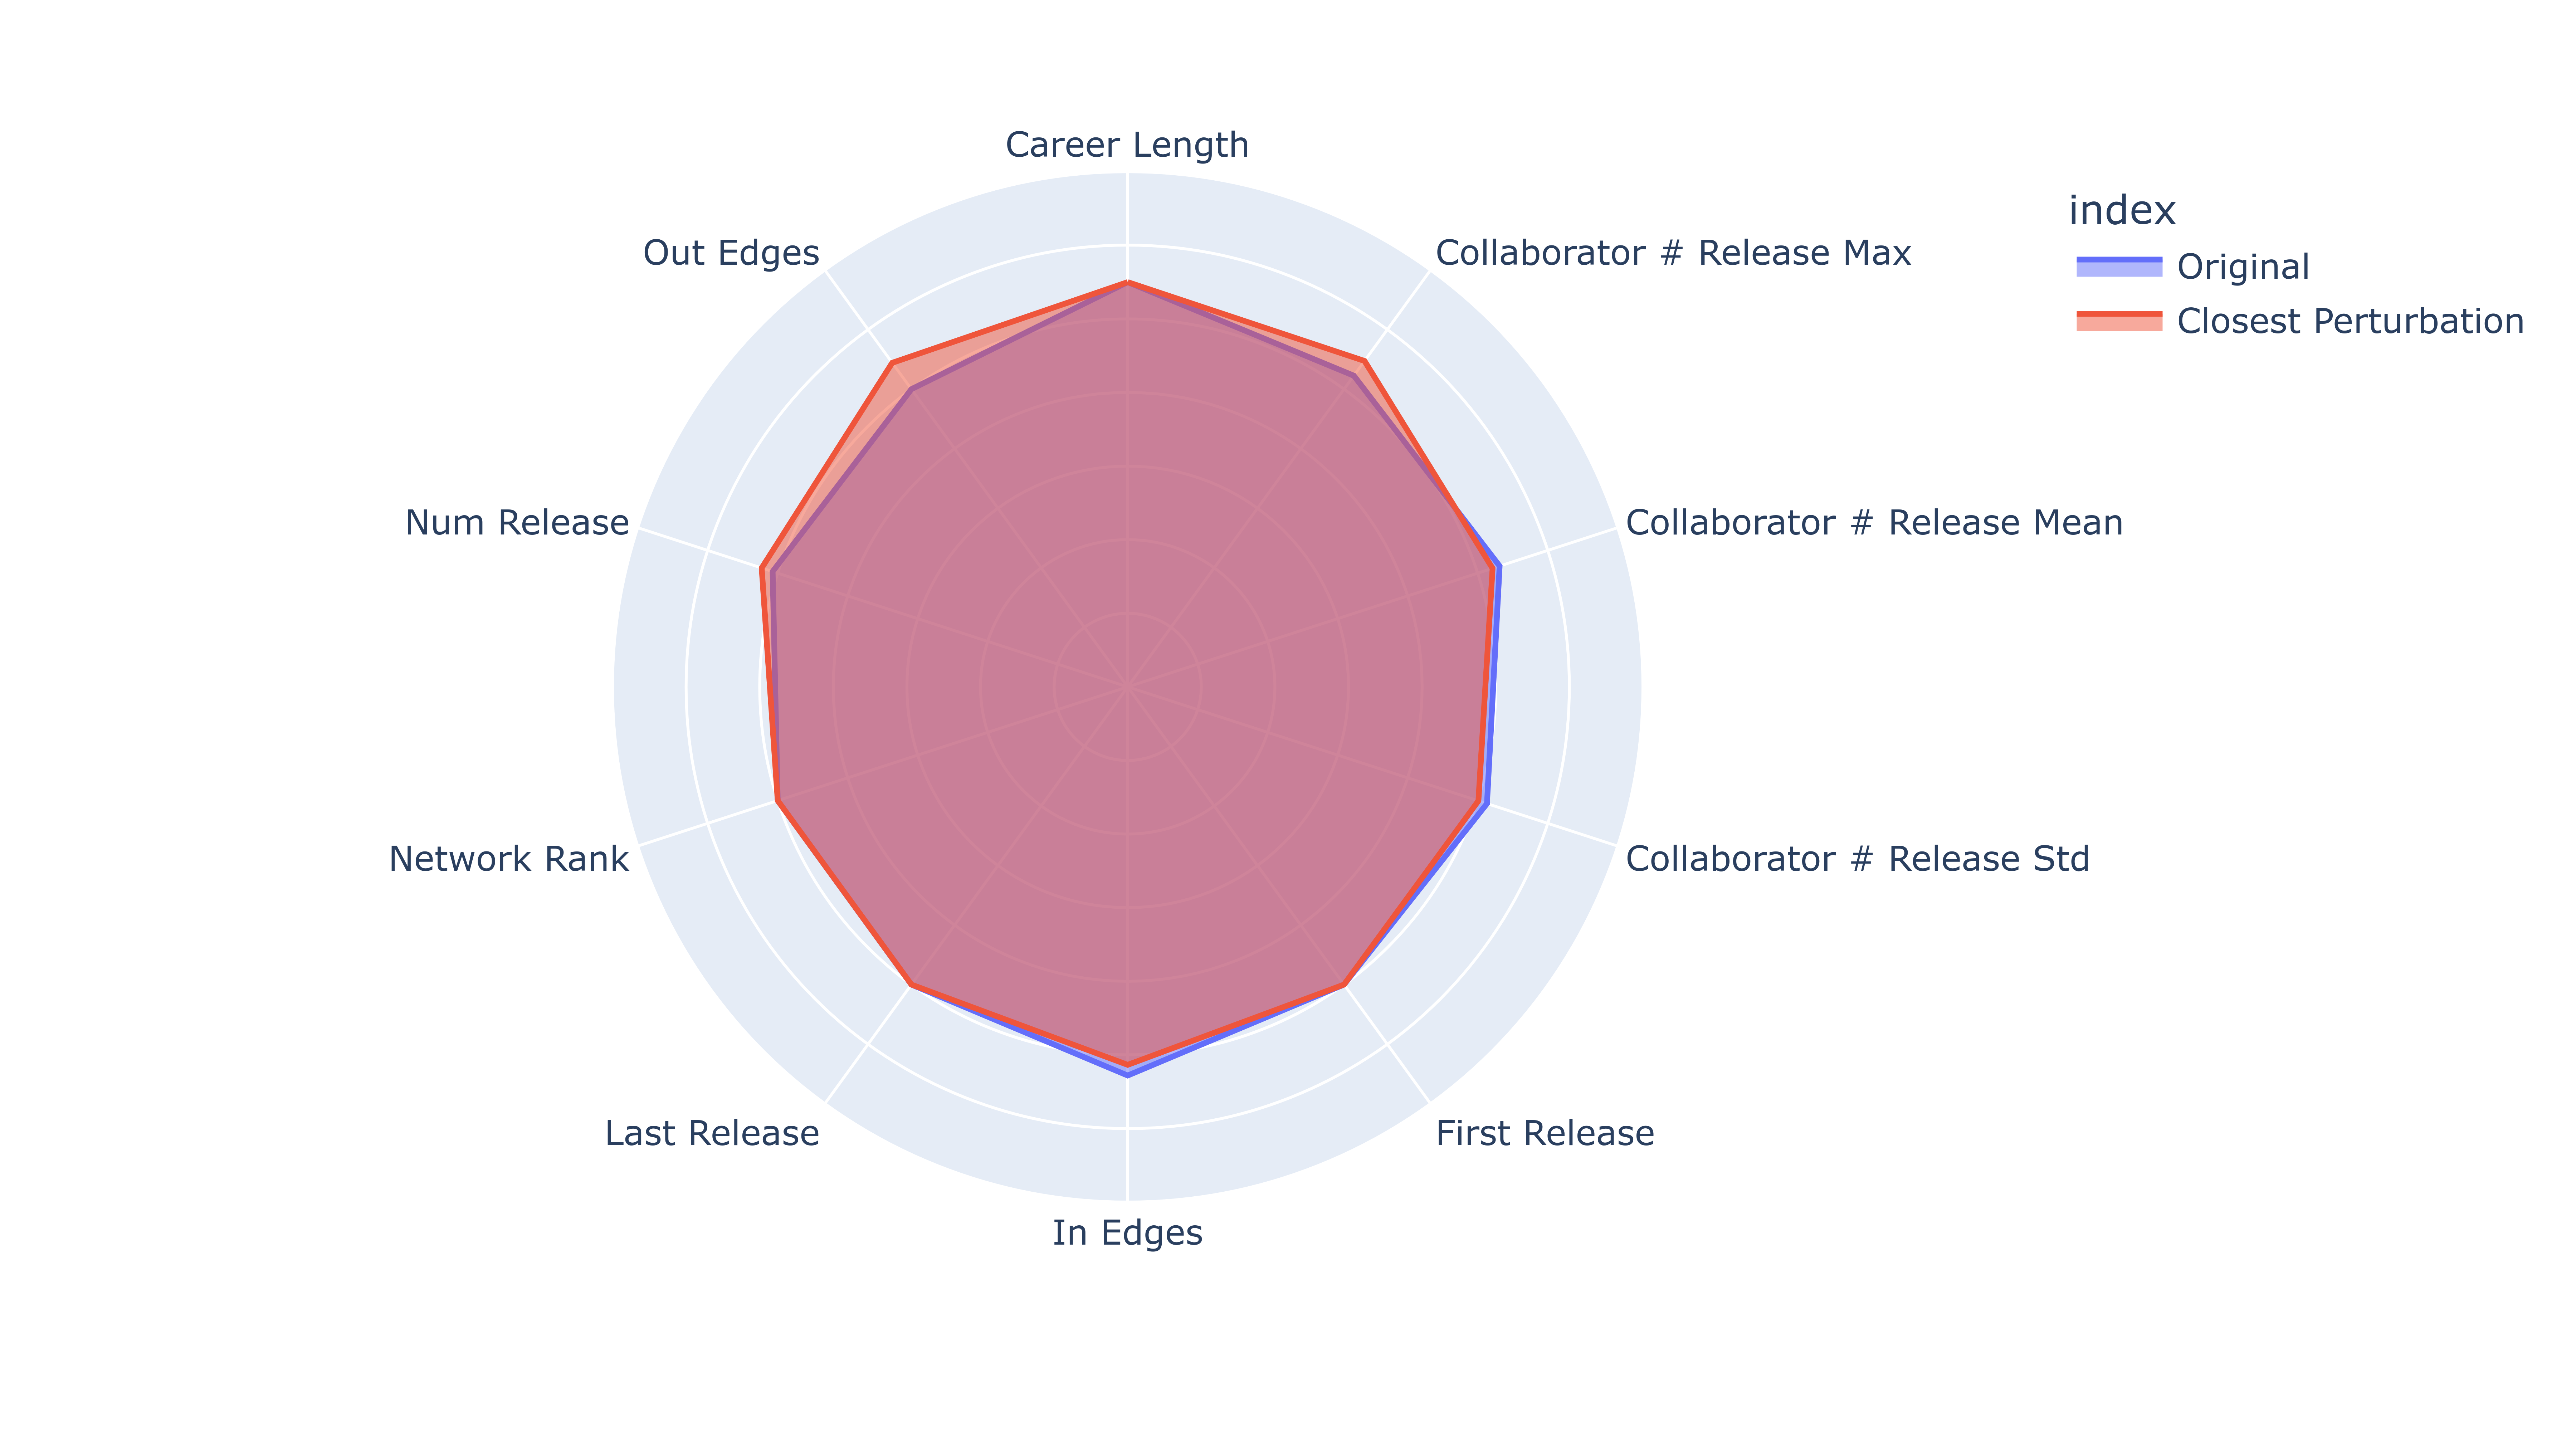 Career Length
Out Edges
Collaborator # Release Max
Num Release
Collaborator # Release Mean
Network Rank
Collaborator # Release Std
Last Release
First Release
In Edges
index
Original
Closest Perturbation